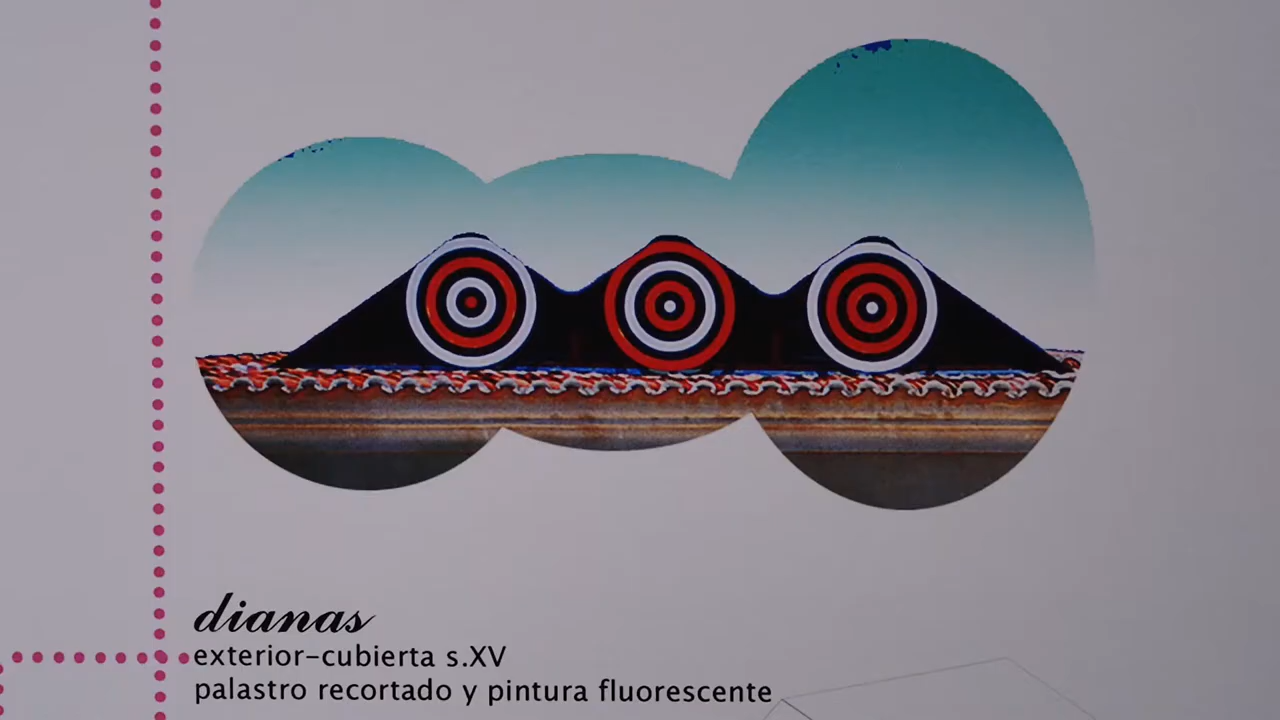 dianas
exterior-cubierta s.XV
palastro recortado y pintura fluorescente